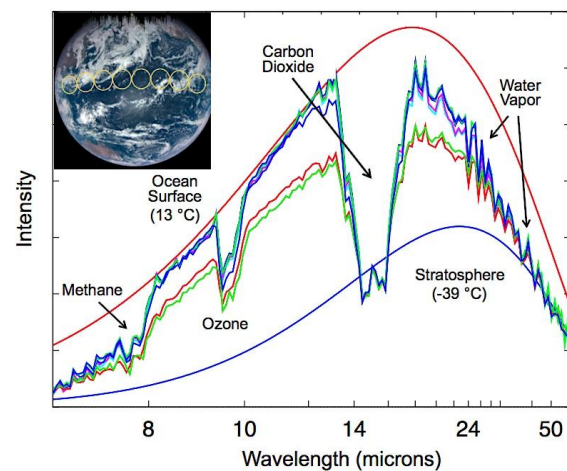 Carbon
Dioxide
Water
Vapor
Ocean
Surface
(13 °C)
Intensity
Methane
Ozone
Stratosphere
(-39 °C)
8 10 14 24 50
Wavelength (microns)